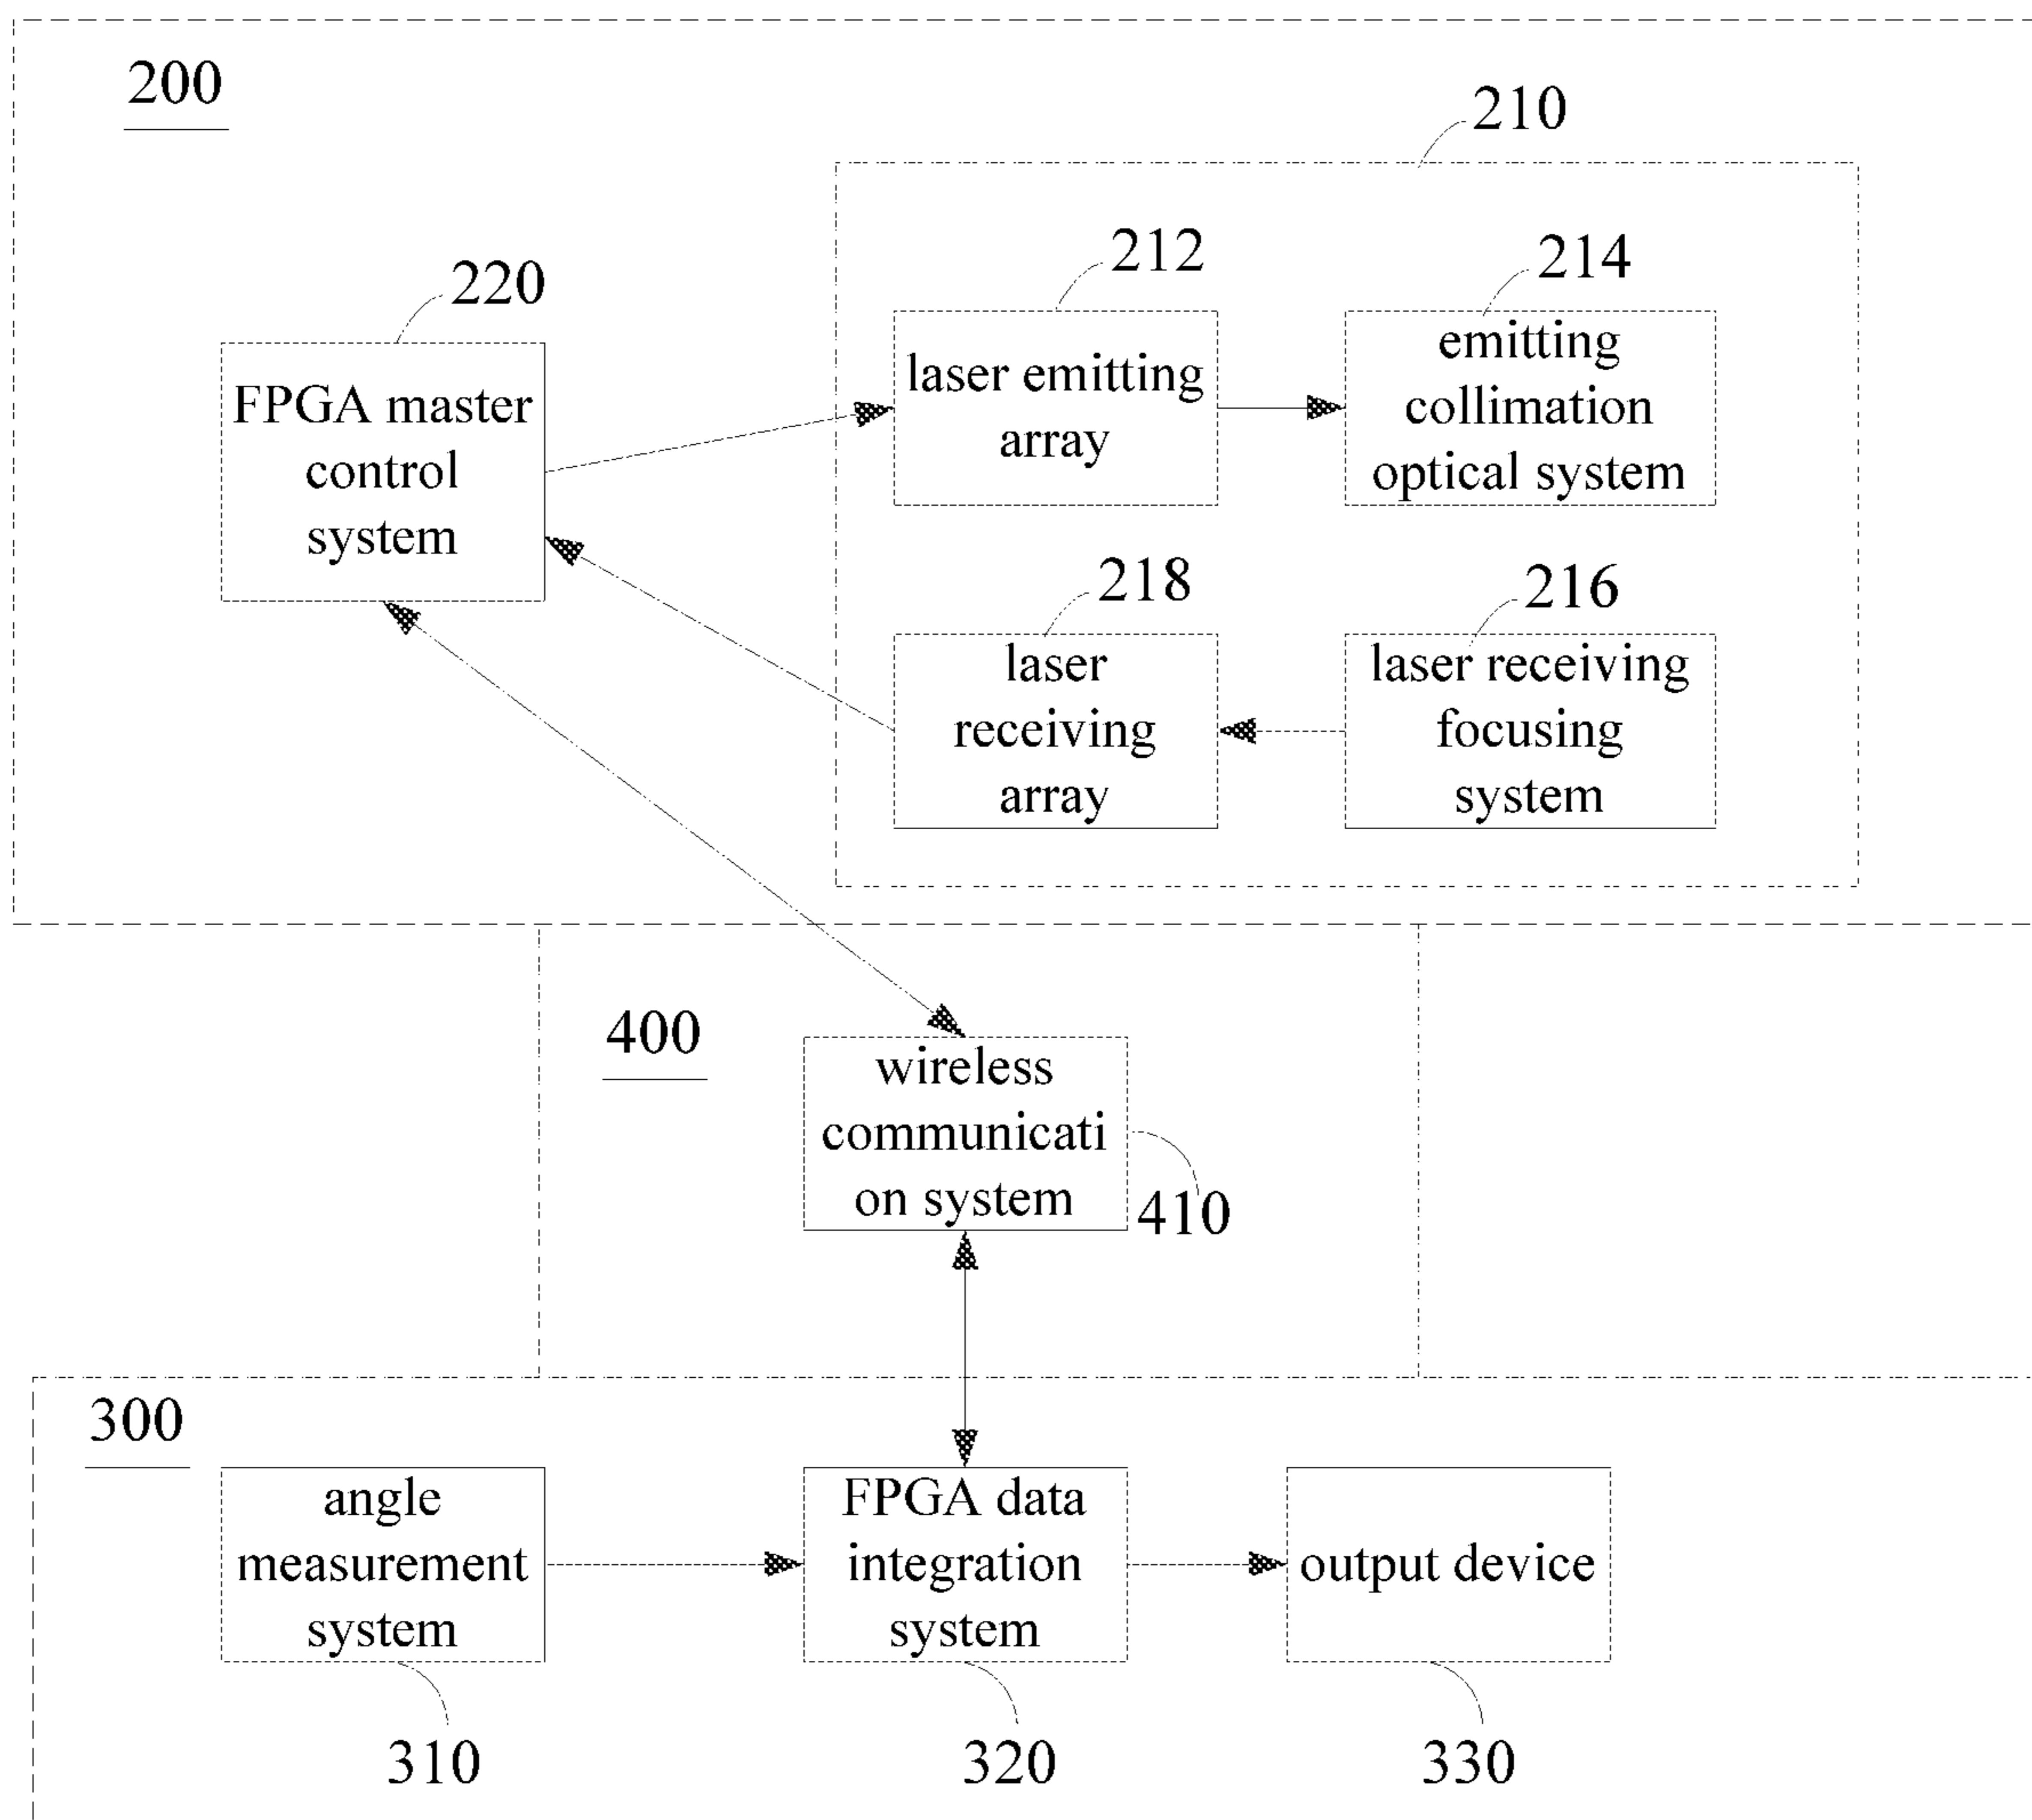 200
210
212
214
220
FPGA master
control
system
laser emitting
array
emitting
collimation
optical system
218
216
laser
receiving
array
laser receiving
focusing
system
400
wireless
communicati
on system
410
300
angle
measurement
system
FPGA data
integration
system
output device
310
320
330